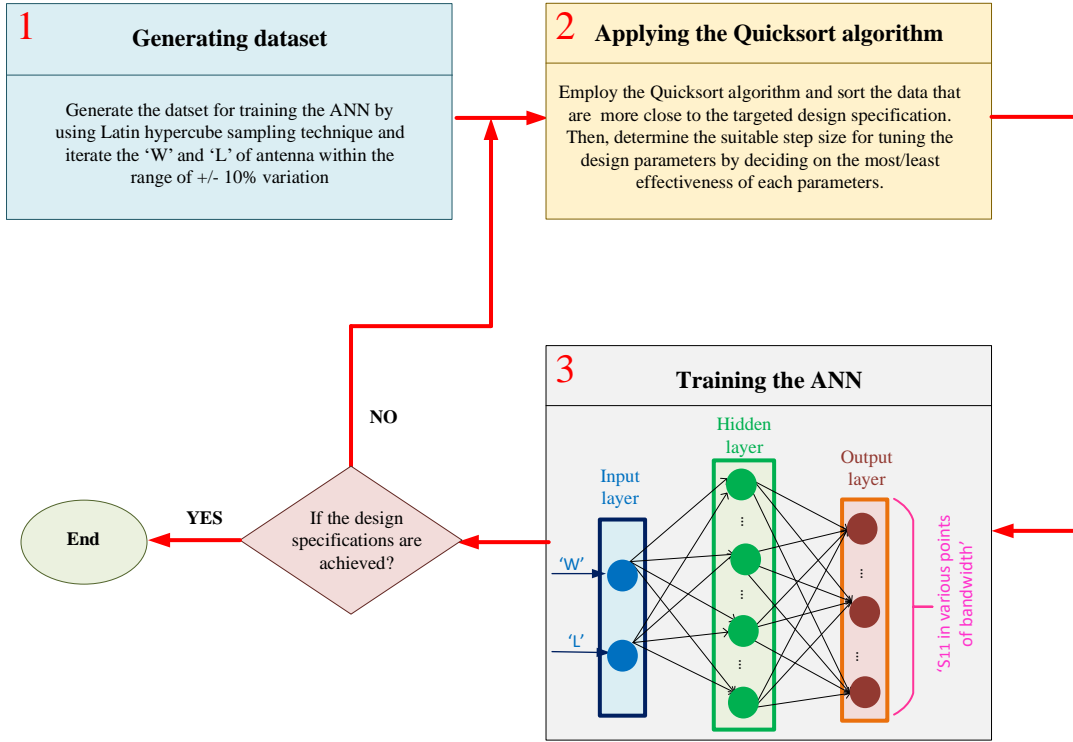 1
Generating dataset
Generate the datset for training the ANN by
using Latin hypercube sampling technique and
iterate the ‘W’ and ‘L’ of antenna within the
range of +/- 10% variation
2
Applying the Quicksort algorithm
Employ the Quicksort algorithm and sort the data that
are more close to the targeted design specification.
Then, determine the suitable step size for tuning the
design parameters by deciding on the most/least
effectiveness of each parameters.
3
Training the ANN
Hidden
layer
Input
layer
Output
layer
‘W’
‘L’
...
...
...
...
...
‘S11 in various points
of bandwidth’
If the design
specifications are
achieved?
NO
YES
End